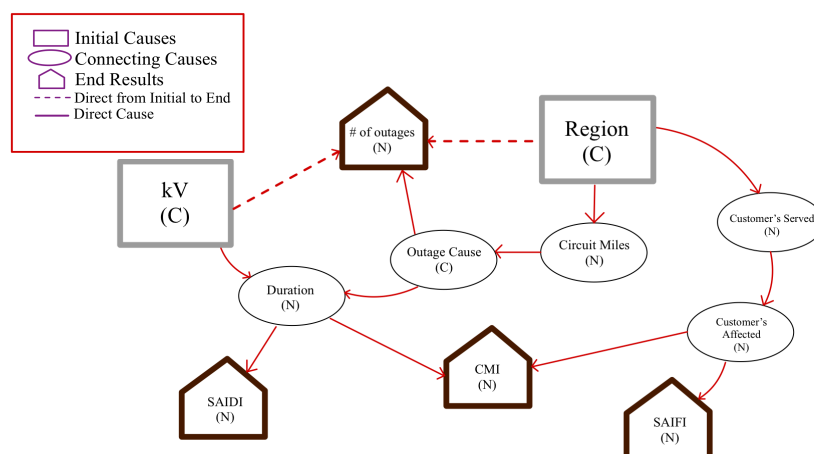 Initial Causes
Connecting Causes
End Results
Direct from Initial to End
Direct Cause
# of outages
(N)
Region
(C)
kV
(C)
Customer's Served
(N)
Outage Cause
(C)
Circuit Miles
(N)
Duration
(N)
Customer's
Affected
(N)
CMI
(N)
SAIDI
(N)
SAIFI
(N)